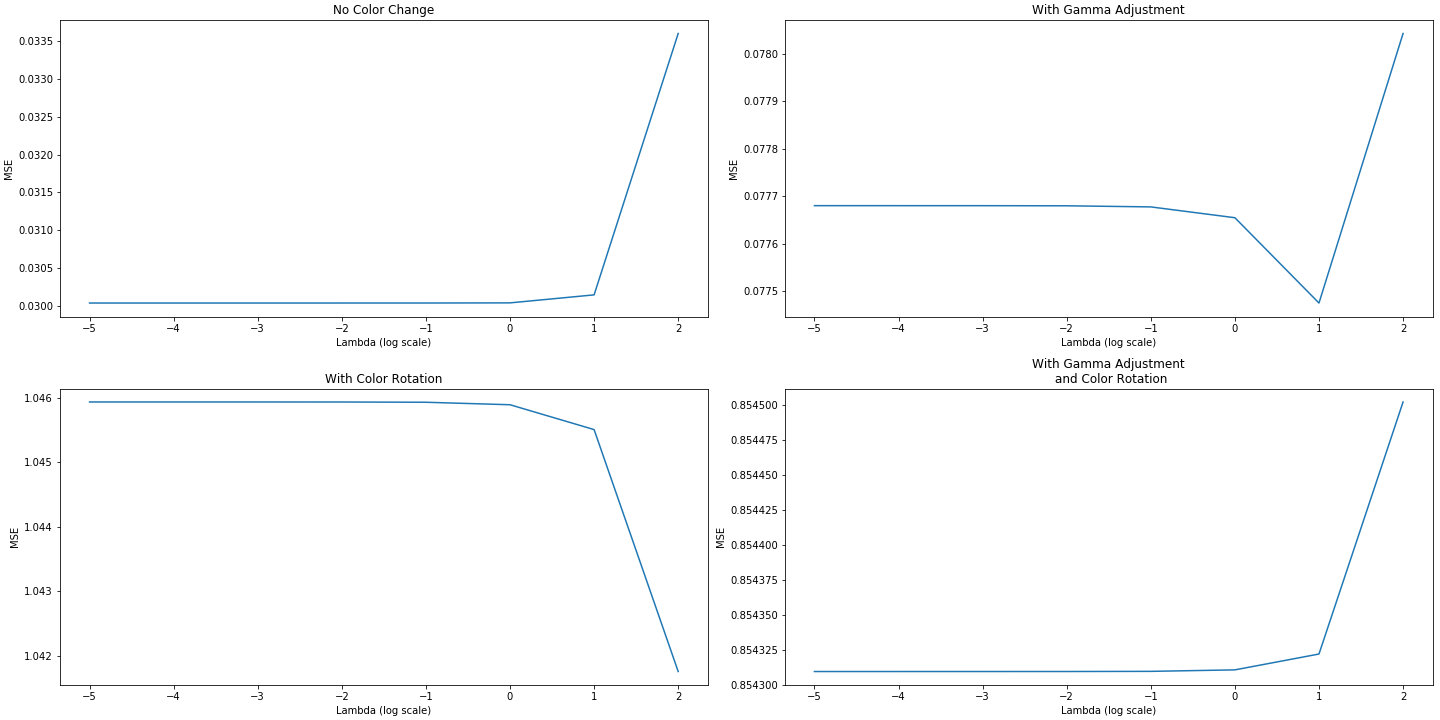 No Color Change
0.0335
0.0330
0.0325
0.0320
0.0315
0.0310
0.0305
0.0300
MSE
−5 −4 −3 −2 −1 0 1 2
Lambda (log scale)
With Gamma Adjustment
0.0780
0.0779
0.0778
0.0777
0.0776
0.0775
MSE
−5 −4 −3 −2 −1 0 1 2
Lambda (log scale)
With Color Rotation
1.046
1.045
1.044
1.043
1.042
MSE
−5 −4 −3 −2 −1 0 1 2
Lambda (log scale)
With Gamma Adjustment
and Color Rotation
0.854500
0.854475
0.854450
0.854425
0.854400
0.854375
0.854350
0.854325
0.854300
MSE
−5 −4 −3 −2 −1 0 1 2
Lambda (log scale)